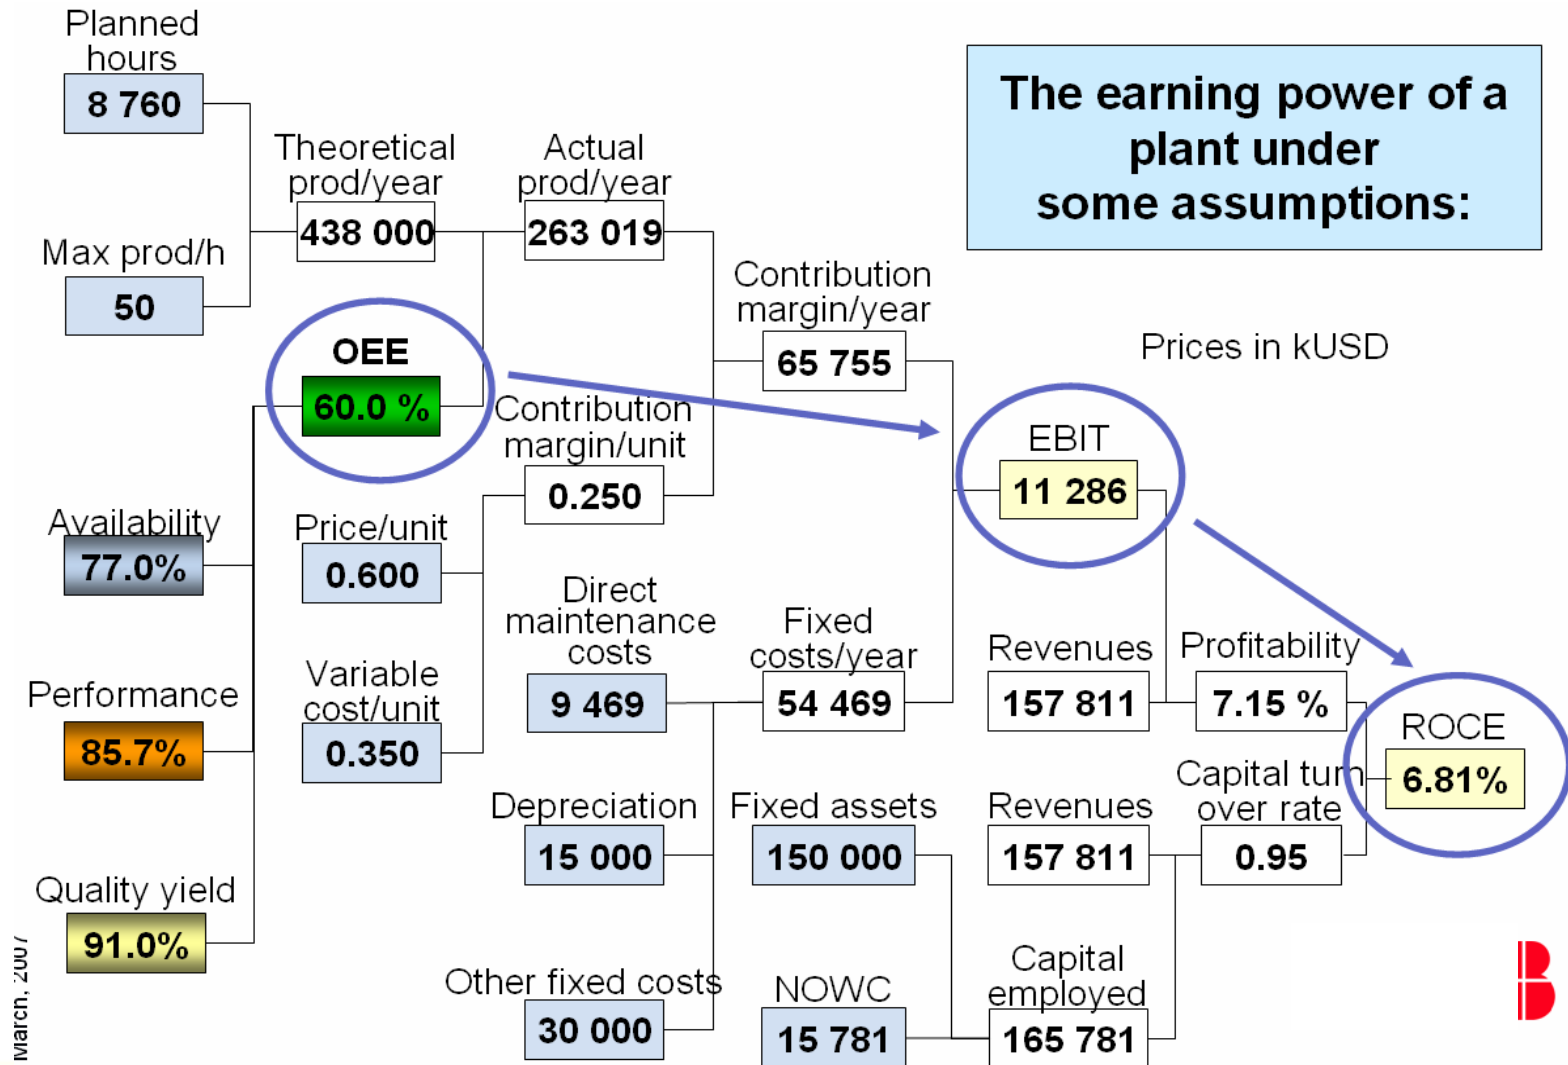 Planned
hours
8 760
The earning power of a
plant under
some assumptions:
Theoretical
prod/year
438 000
Actual
prod/year
263 019
Max prod/h
50
Contribution
margin/year
65 755
Prices in kUSD
OEE
60.0 %
Contribution
margin/unit
0.250
EBIT
11 286
Availability
77.0%
Price/unit
0.600
Direct
maintenance
costs
9 469
Fixed
costs/year
54 469
Revenues
157 811
Profitability
7.15 %
Performance
85.7%
Variable
cost/unit
0.350
ROCE
6.81%
Depreciation
15 000
Fixed assets
150 000
Revenues
157 811
Capital turn
over rate
0.95
Quality yield
91.0%
Other fixed costs
30 000
NOWC
15 781
Capital
employed
165 781
March, 2007
B